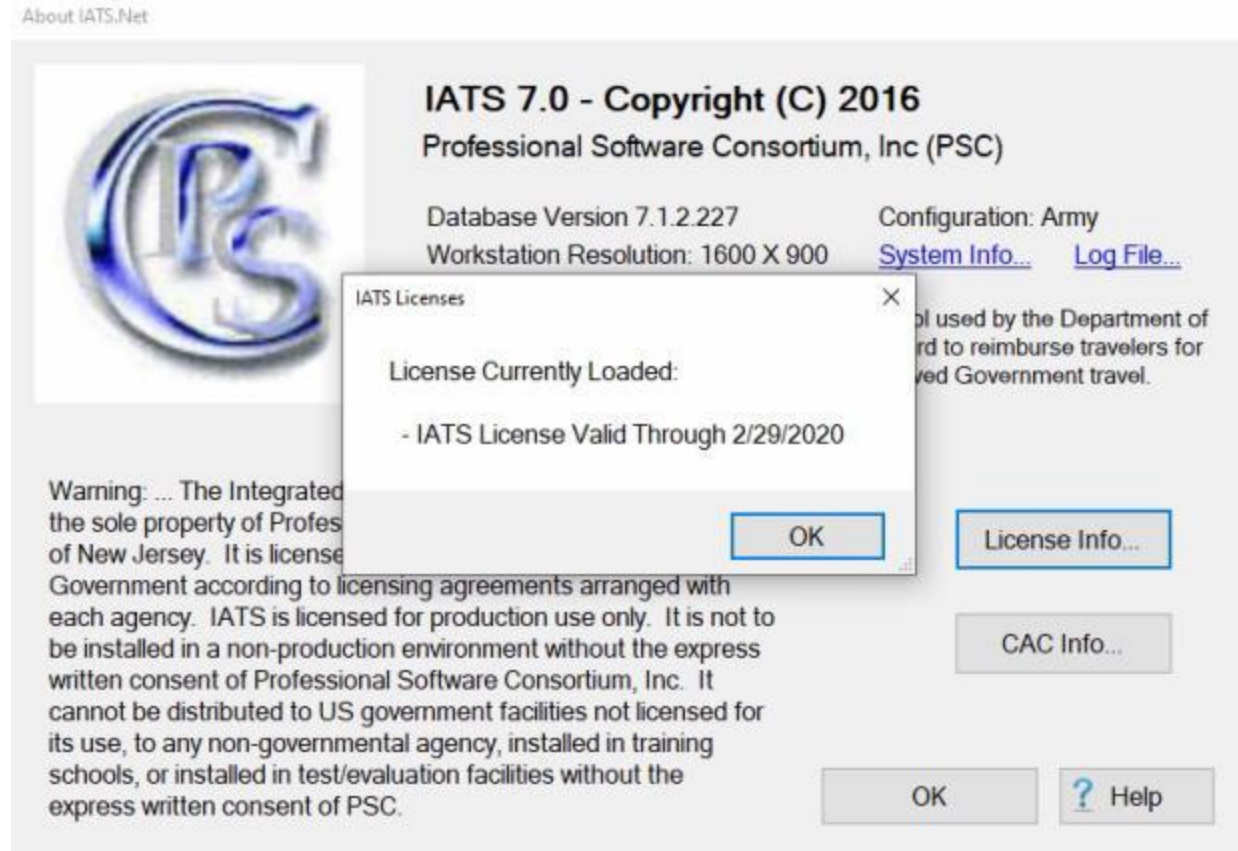 About IATS.Net
CPS
IATS 7.0 - Copyright (C) 2016
Professional Software Consortium, Inc (PSC)
Database Version 7.1.2.227
Configuration: Army
Workstation Resolution: 1600 X 900
System Info...
Log File...
used by the Department of
to reimburse travelers for
Government travel.
IATS Licenses
License Currently Loaded:
- IATS License Valid Through 2/29/2020
OK
Warning: ... The Integrated
the sole property of
of New Jersey. It is
Government according to licensing agreements arranged with
each agency. IATS is licensed for production use only. It is not to
be installed in a non-production environment without the express
written consent of Professional Software Consortium, Inc. It
cannot be distributed to US government facilities not licensed for
its use, to any non-governmental agency, installed in training
schools, or installed in test/evaluation facilities without the
express written consent of PSC.
License Info...
CAC Info...
OK
? Help